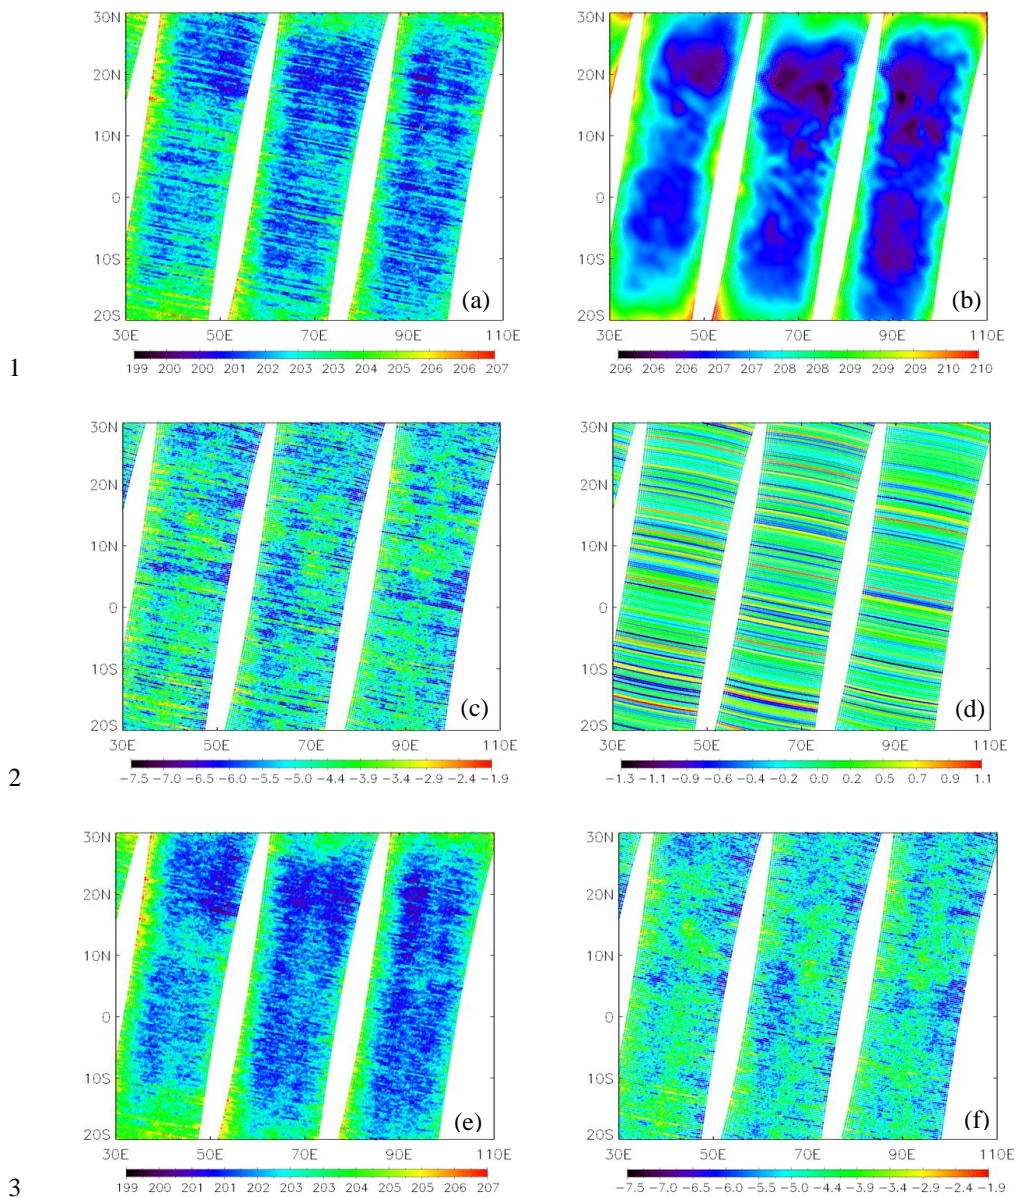 30N
20N
10N
0
10S
20S
30E 50E 70E 90E 110E
(a)
199 200 200 201 202 203 203 204 205 206 206 207
(b)
30N
20N
10N
0
10S
20S
30E 50E 70E 90E 110E
206 206 206 207 207 208 208 209 209 209 210 210
1
30N
20N
10N
0
10S
20S
(c)
30E 50E 70E 90E 110E
−7.5 −7.0 −6.5 −6.0 −5.5 −5.0 −4.4 −3.9 −3.4 −2.9 −2.4 −1.9
30N
20N
10N
0
10S
20S
(d)
30E 50E 70E 90E 110E
−1.3 −1.1 −0.9 −0.6 −0.4 −0.2 0.0 0.2 0.5 0.7 0.9 1.1
2
30N
20N
10N
0
10S
20S
(e)
30E 50E 70E 90E 110E
199 200 200 201 202 203 203 204 205 206 206 207
30N
20N
10N
0
10S
20S
(f)
30E 50E 70E 90E 110E
−7.5 −7.0 −6.5 −6.0 −5.5 −5.0 −4.4 −3.9 −3.4 −2.9 −2.4 −1.9
3